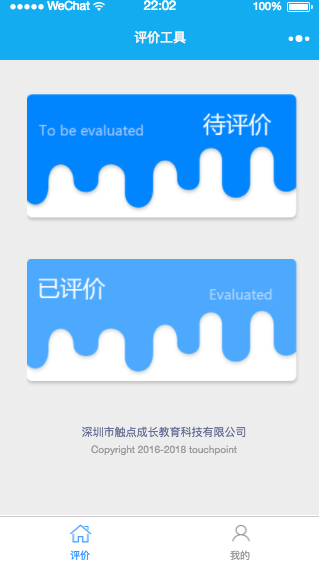 WeChat 22:02 100%
评价工具
To be evaluated 待评价
已评价 Evaluated
深圳市触点成长教育科技有限公司
Copyright 2016-2018 touchpoint
评价 我的